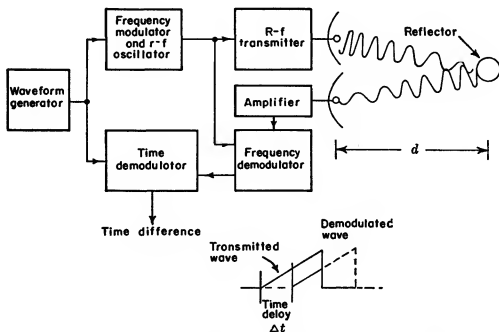 Frequency
modulator
and r-f
oscillator
R-f
transmitter
Reflector
Waveform
generator
Amplifier
Time
demodulator
Frequency
demodulator
d
Time difference
Transmitted
wave
Demodulated
wave
Time
delay
Δt